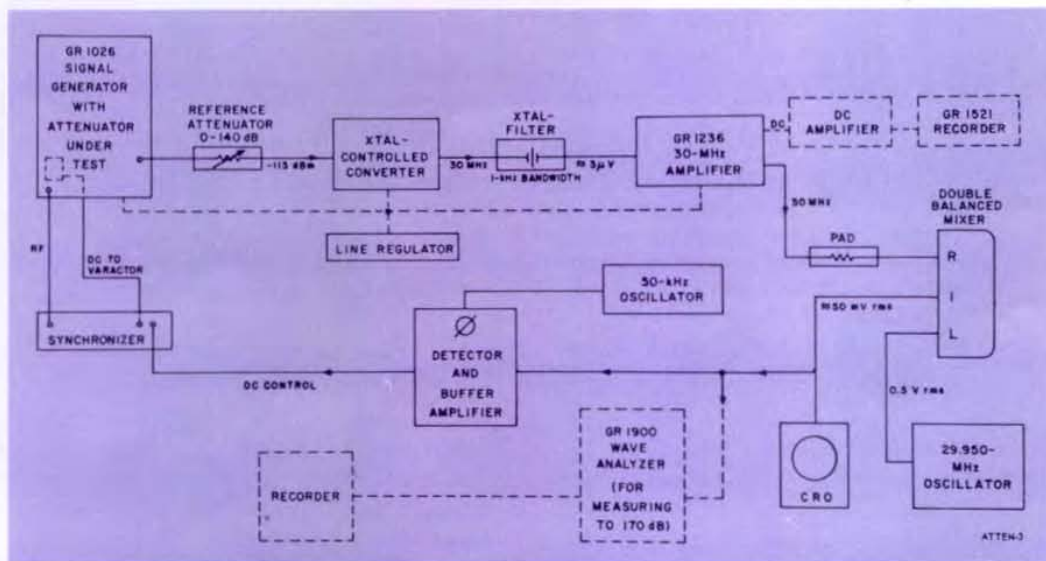 GR 1026
SIGNAL
GENERATOR
WITH
ATTENUATOR
UNDER
TEST
REFERENCE
ATTENUATOR
0-140 dB
-115 dBm
XTAL-
CONTROLLED
CONVERTER
30 MHz
XTAL-
FILTER
1-kHz BANDWIDTH
≈ 3μV
GR 1236
30-MHz
AMPLIFIER
DC
DC
AMPLIFIER
GR 1521
RECORDER
LINE REGULATOR
30 MHz
PAD
DOUBLE
BALANCED
MIXER
R
I
L
RF
DC TO
VARACTOR
SYNCHRONIZER
DC CONTROL
Ø
DETECTOR
AND
BUFFER
AMPLIFIER
50-kHz
OSCILLATOR
≈150 mV rms
0.5 V rms
CRO
29.950-
MHz
OSCILLATOR
RECORDER
GR 1900
WAVE
ANALYZER
(FOR
MEASURING
TO 170 dB)
ATTEN-3